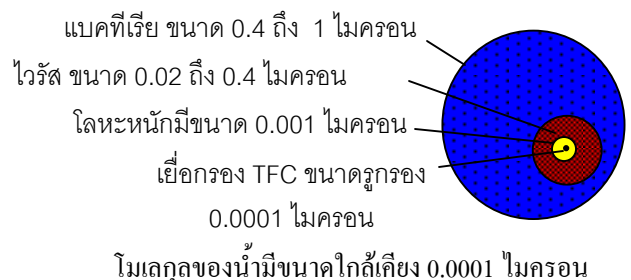 แบคทีเรีย ขนาด 0.4 ถึง 1 ไมครอน
ไวรัส ขนาด 0.02 ถึง 0.4 ไมครอน
โลหะหนักมีขนาด 0.001 ไมครอน
เยื่อกรอง TFC ขนาดรูกรอง
0.0001 ไมครอน
โมเลกุลของน้ำมีขนาดใกล้เคียง 0.0001 ไมครอน